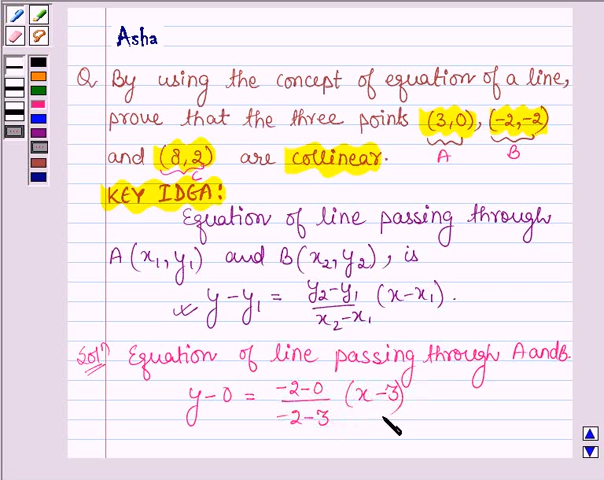 Asha
Q By using the concept of equation of a line,
prove that the three points (3,0), (-2,-2)
and (8,2) are collinear. A B
C
KEY IDEA:
Equation of line passing through
A(x₁,y₁) and B(x₂,y₂), is
y-y₁ = y₂-y₁/x₂-x₁ (x-x₁).
Solⁿ Equation of line passing through A and B.
y-0 = -2-0/-2-3 (x-3)